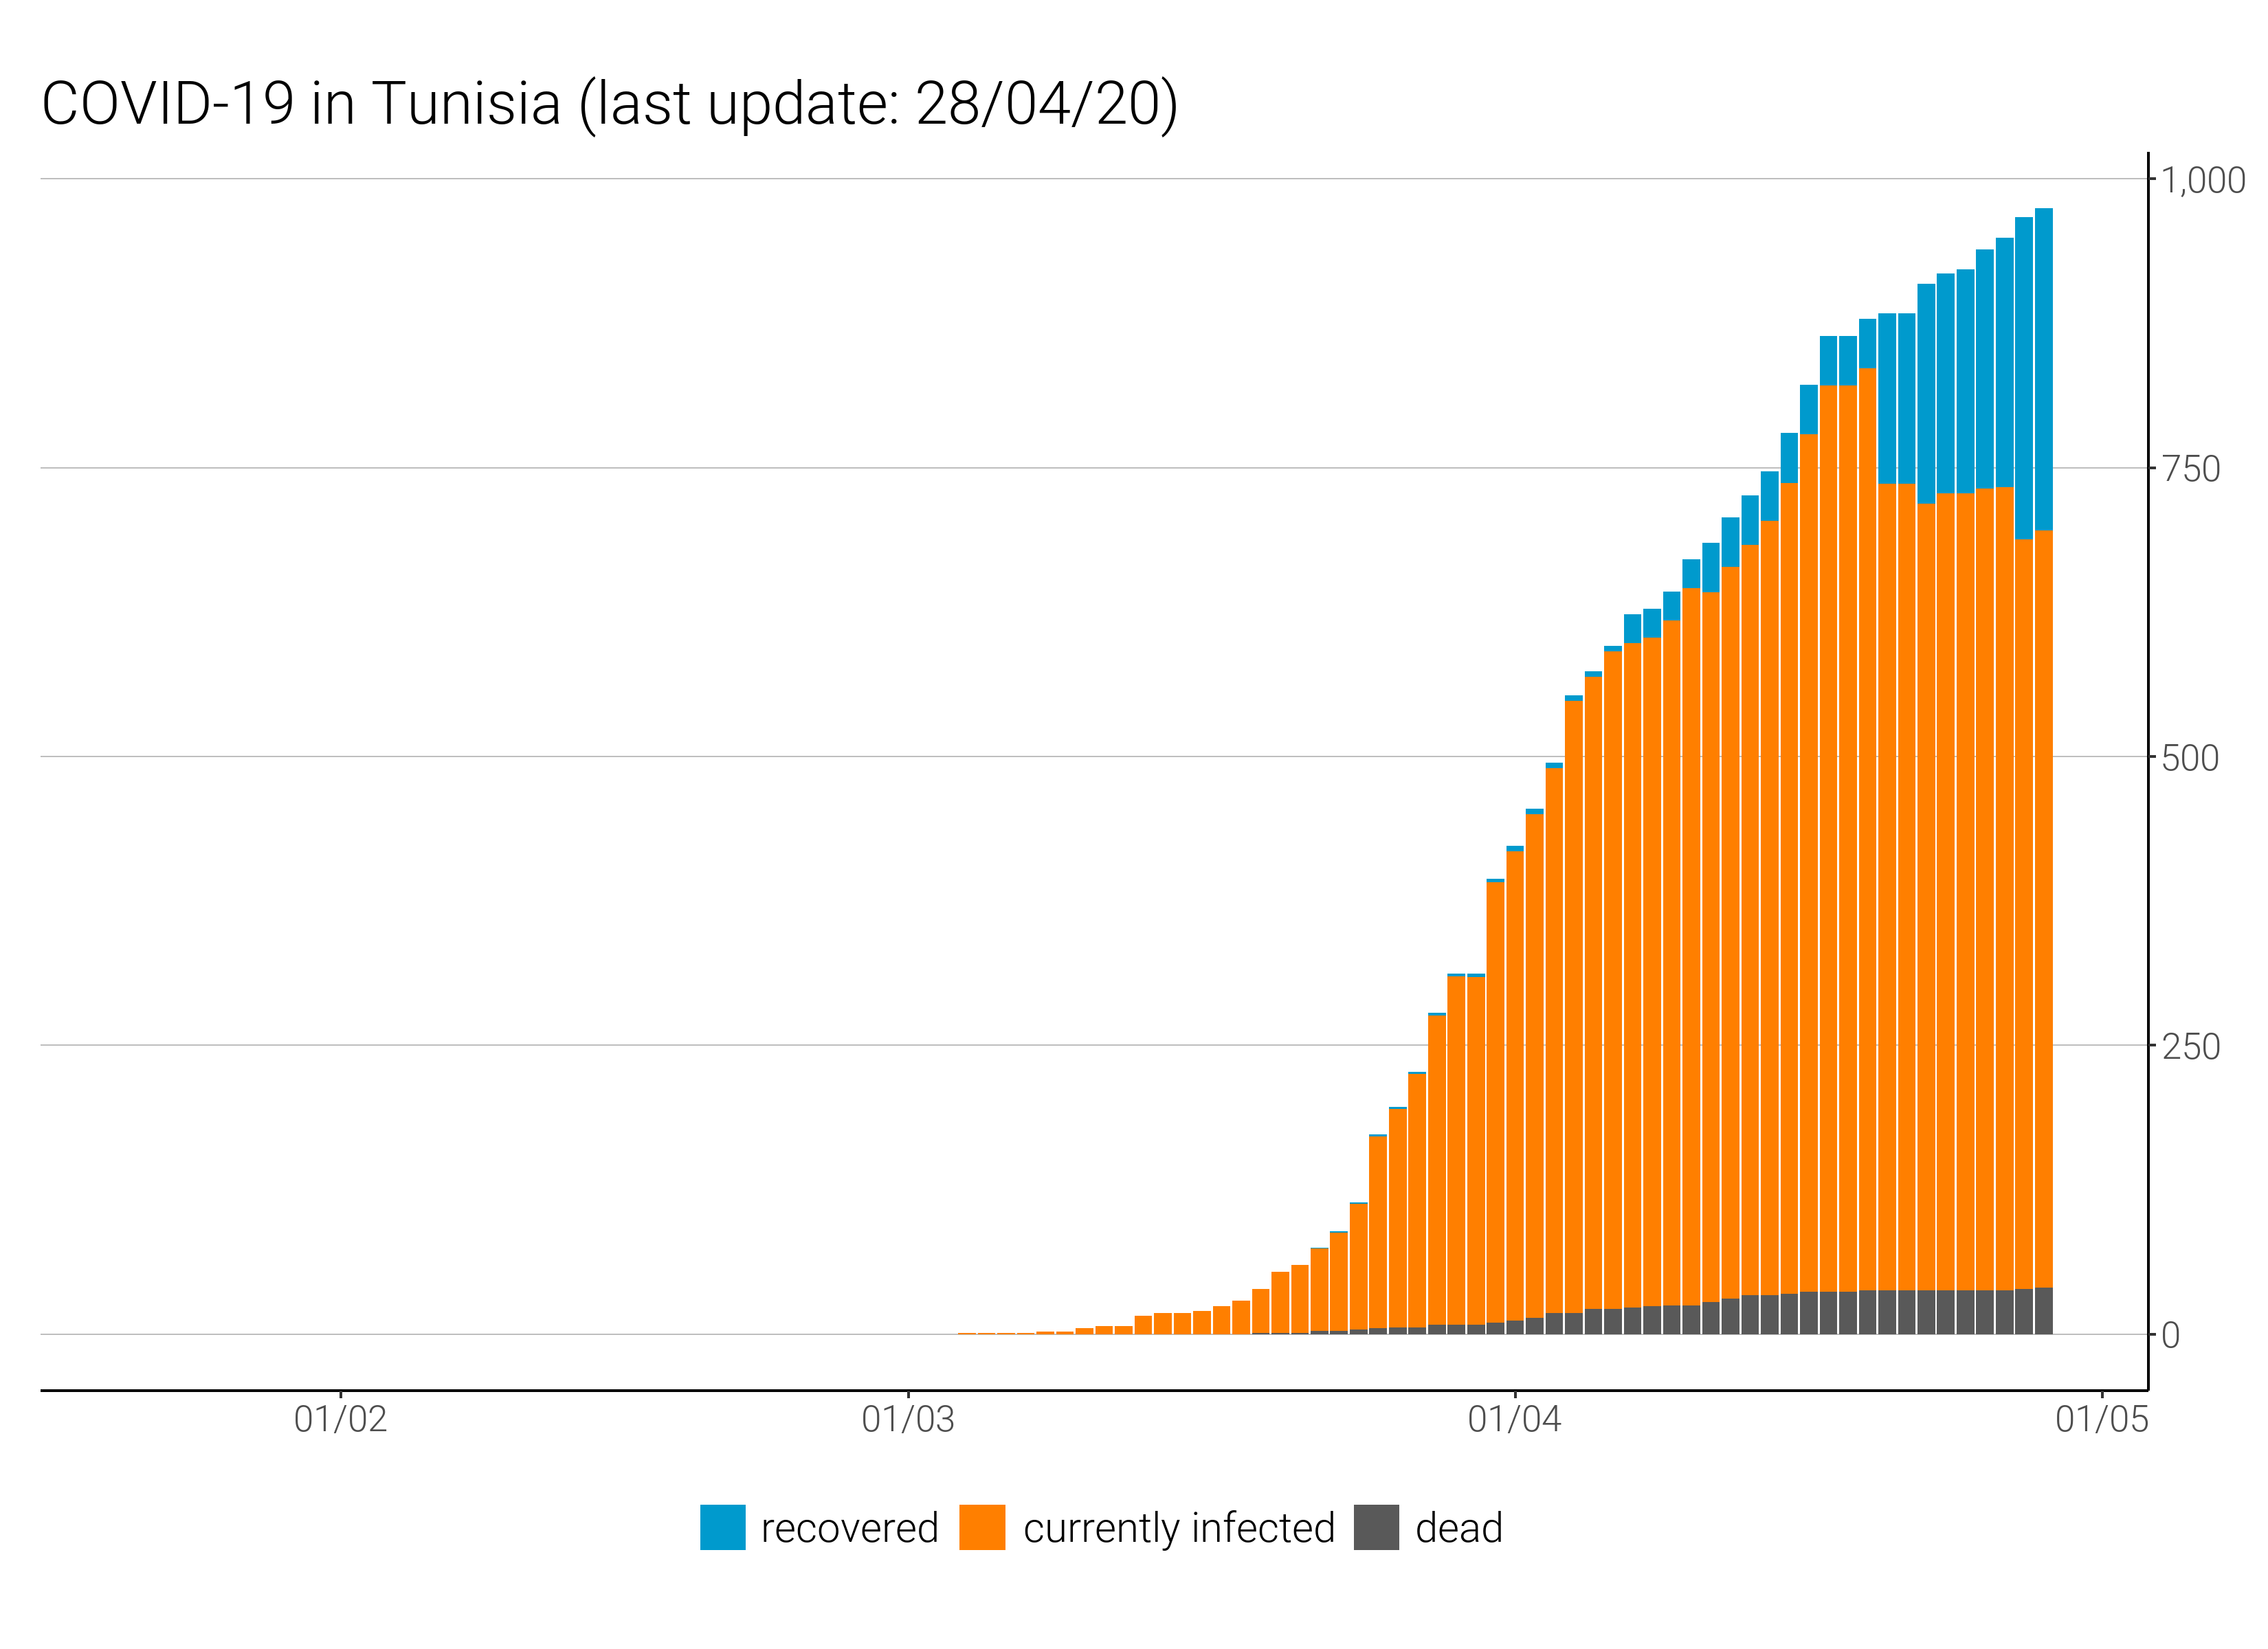 COVID-19 in Tunisia (last update: 28/04/20)
1,000
750
500
250
0
01/02 01/03 01/04 01/05
recovered currently infected dead